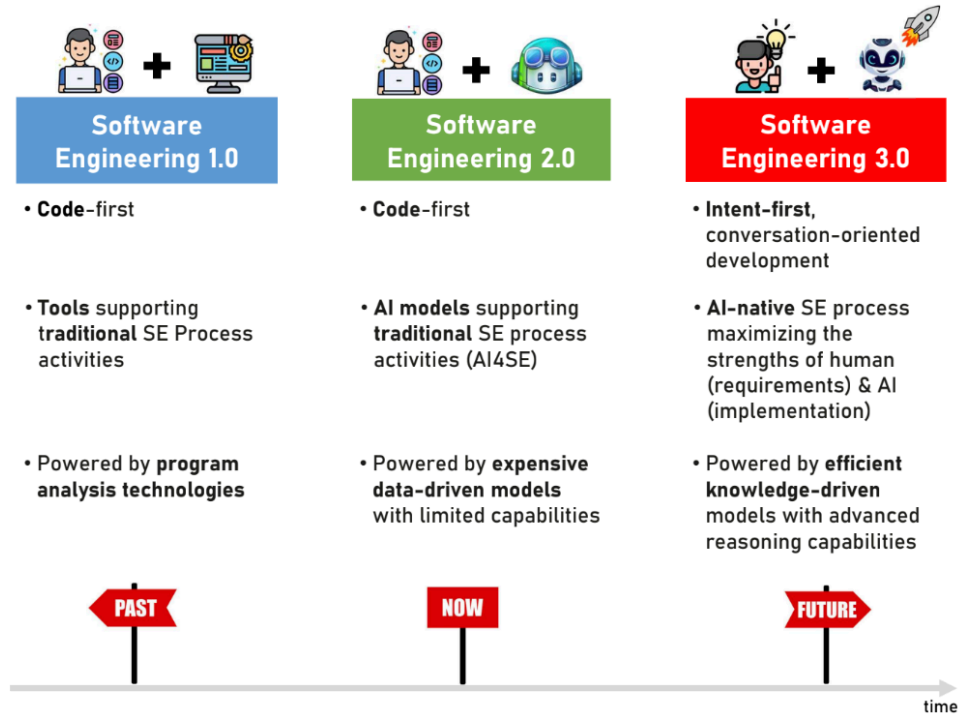 Software
Engineering 1.0
• Code-first
• Tools supporting
traditional SE Process
activities
• Powered by program
analysis technologies
Software
Engineering 2.0
• Code-first
• AI models supporting
traditional SE process
activities (AI4SE)
• Powered by expensive
data-driven models
with limited capabilities
Software
Engineering 3.0
• Intent-first,
conversation-oriented
development
• AI-native SE process
maximizing the
strengths of human
(requirements) & AI
(implementation)
• Powered by efficient
knowledge-driven
models with advanced
reasoning capabilities
PAST
NOW
FUTURE
time